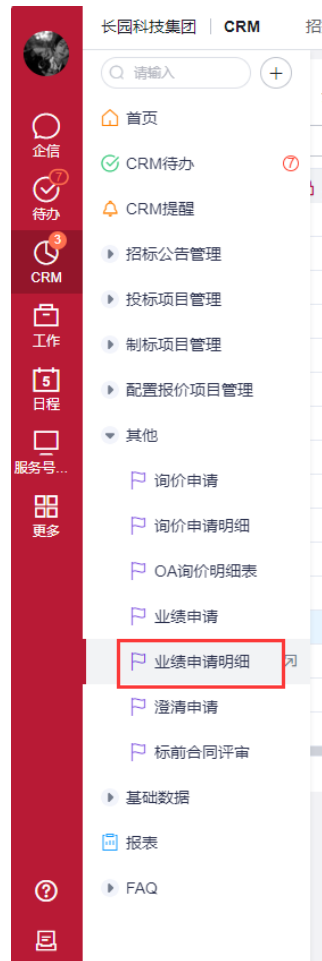 长园科技集团 CRM 招
请输入
首页
CRM待办 7
CRM提醒
招标公告管理
投标项目管理
制标项目管理
配置报价项目管理
其他
询价申请
询价申请明细
OA询价明细表
业绩申请
业绩申请明细
澄清申请
标前合同评审
基础数据
报表
FAQ
企信
7
待办
3
CRM
工作
5
日程
服务号...
更多